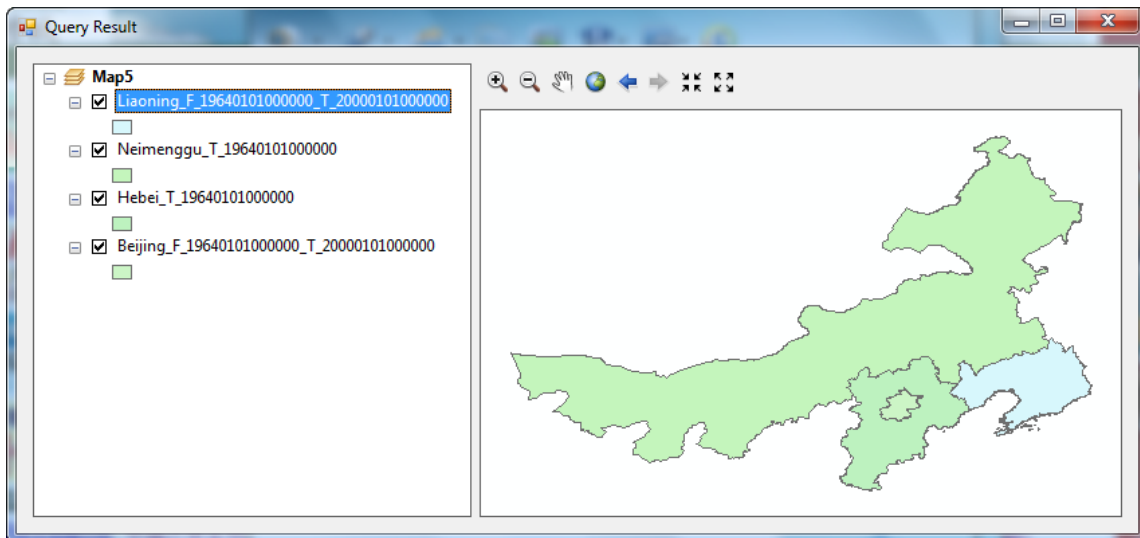 Query Result
Map5
Liaoning_F_19640101000000_T_20000101000000
Neimenggu_T_19640101000000
Hebei_T_19640101000000
Beijing_F_19640101000000_T_20000101000000